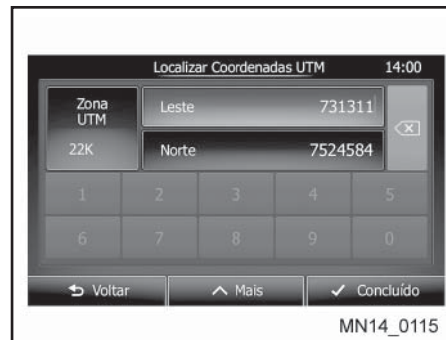 Localizar Coordenadas UTM 14:00
Zona UTM
22K
Leste 731311
Norte 7524584
1 2 3 4 5
6 7 8 9 0
Voltar Mais Concluído
MN14_0115